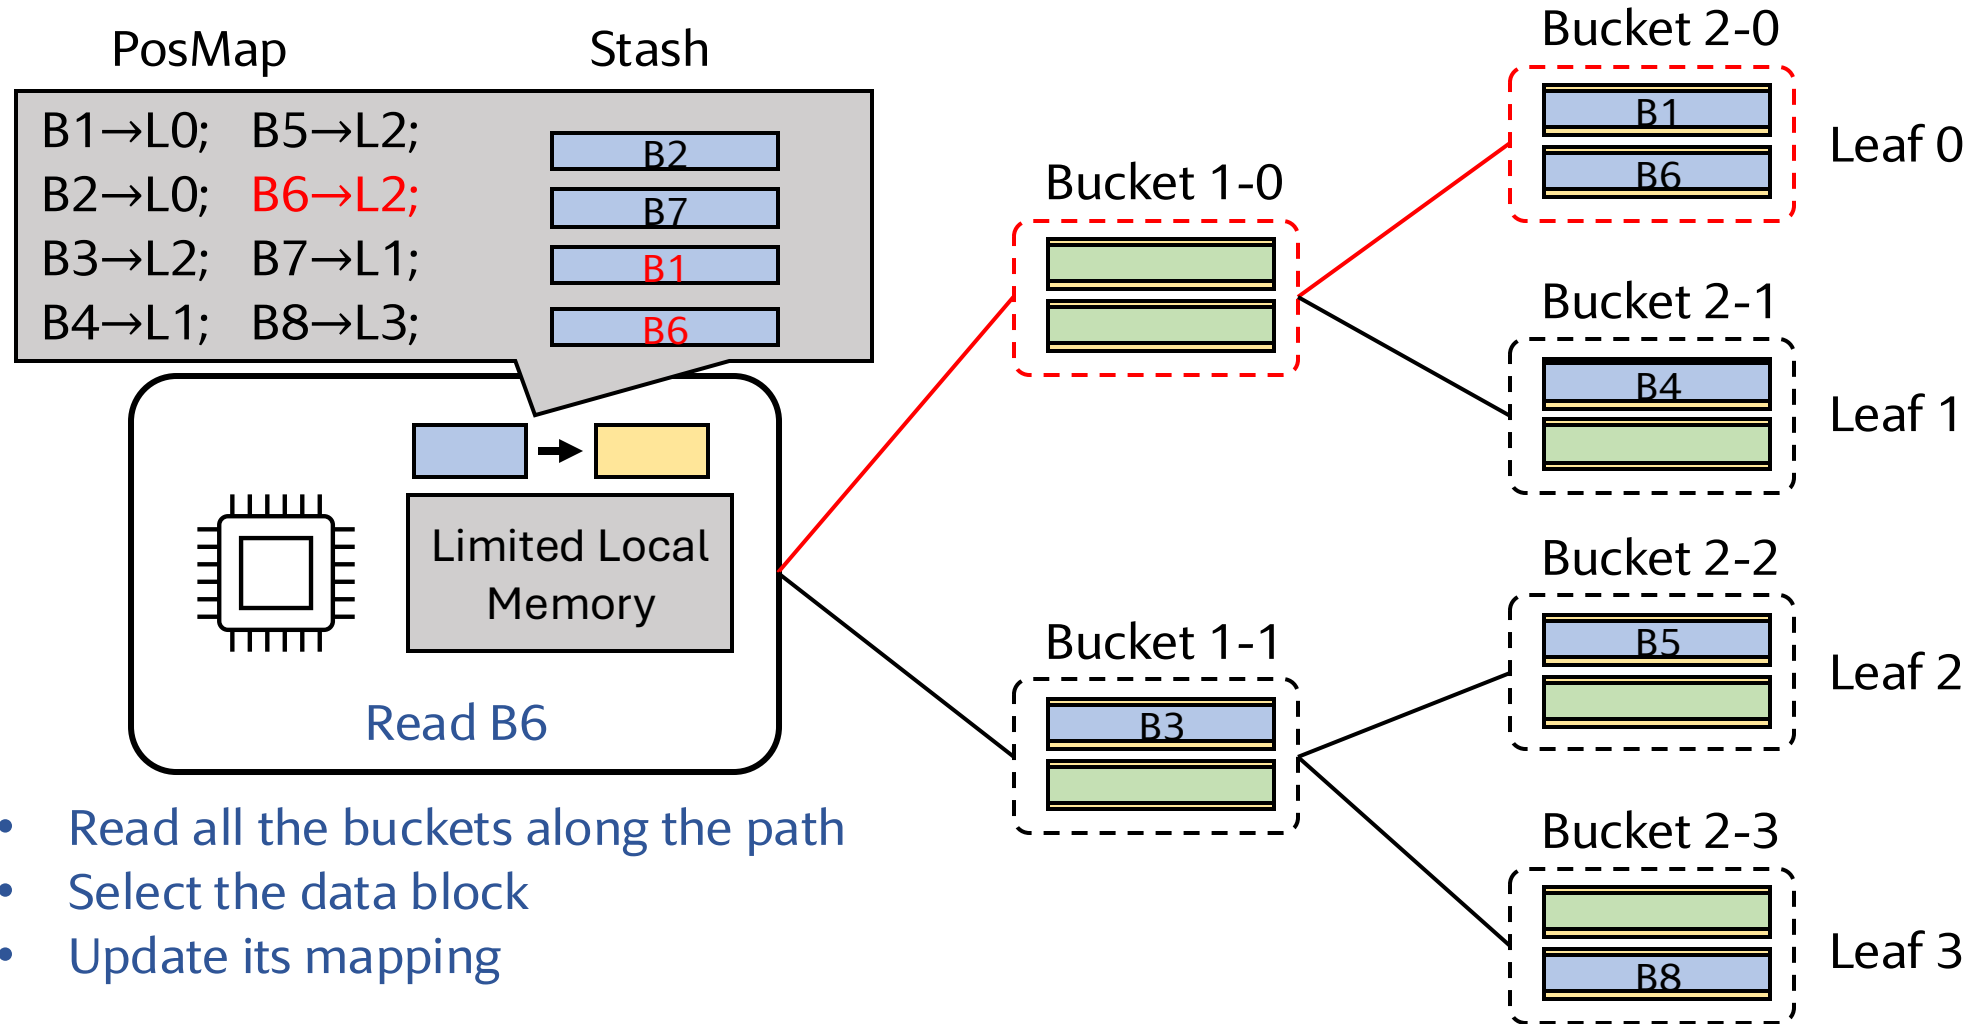 PosMap
Stash
B1→L0; B5→L2;
B2→L0; B6→L2;
B3→L2; B7→L1;
B4→L1; B8→L3;
B2
B7
B1
B6
Limited Local
Memory
Read B6
• Read all the buckets along the path
• Select the data block
• Update its mapping
Bucket 1-0
Bucket 1-1
B3
Bucket 2-0
B1
B6
Leaf 0
Bucket 2-1
B4
Leaf 1
Bucket 2-2
B5
Leaf 2
Bucket 2-3
B8
Leaf 3